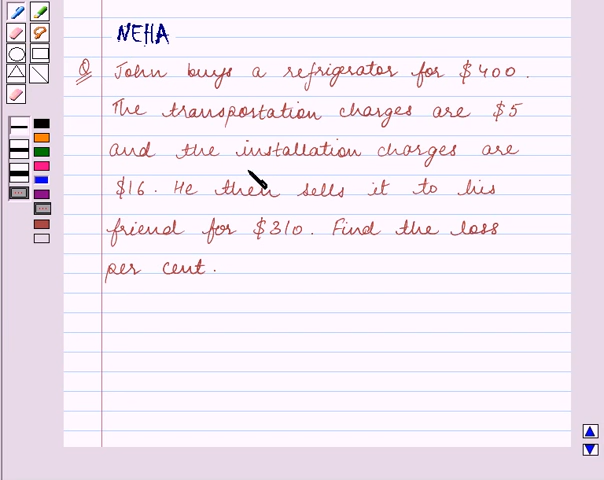 NEHA
Q John buys a refrigerator for $400.
The transportation charges are $5
and the installation charges are
$16. He then sells it to his
friend for $310. Find the loss
per cent.